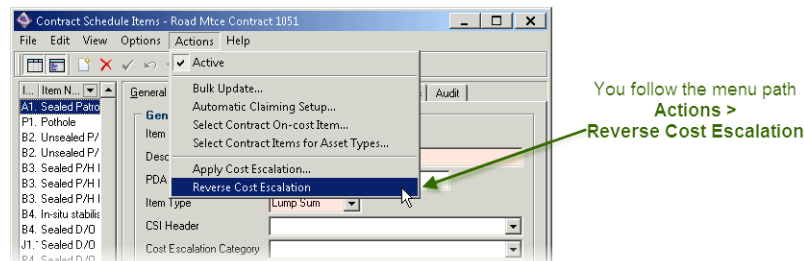 Contract Schedule Items - Road Mtce Contract 1051
File Edit View Options Actions Help
Active
I... Item N...
General
Audit
Bulk Update...
Automatic Claiming Setup...
Select Contract On-cost Item...
Select Contract Items for Asset Types...
Apply Cost Escalation...
Reverse Cost Escalation
A1. Sealed Patro
P1. Pothole
B2. Unsealed P/
B2. Unsealed P/
B3. Sealed P/H I
B3. Sealed P/H I
B3. Sealed P/H I
B4. In-situ stabilis
B4. Sealed D/O
J1.' Sealed D/O
B4. Sealed D/O
Gen
Item
Desc
PDA
Item Type
Lump Sum
CSI Header
Cost Escalation Category
You follow the menu path
Actions >
Reverse Cost Escalation